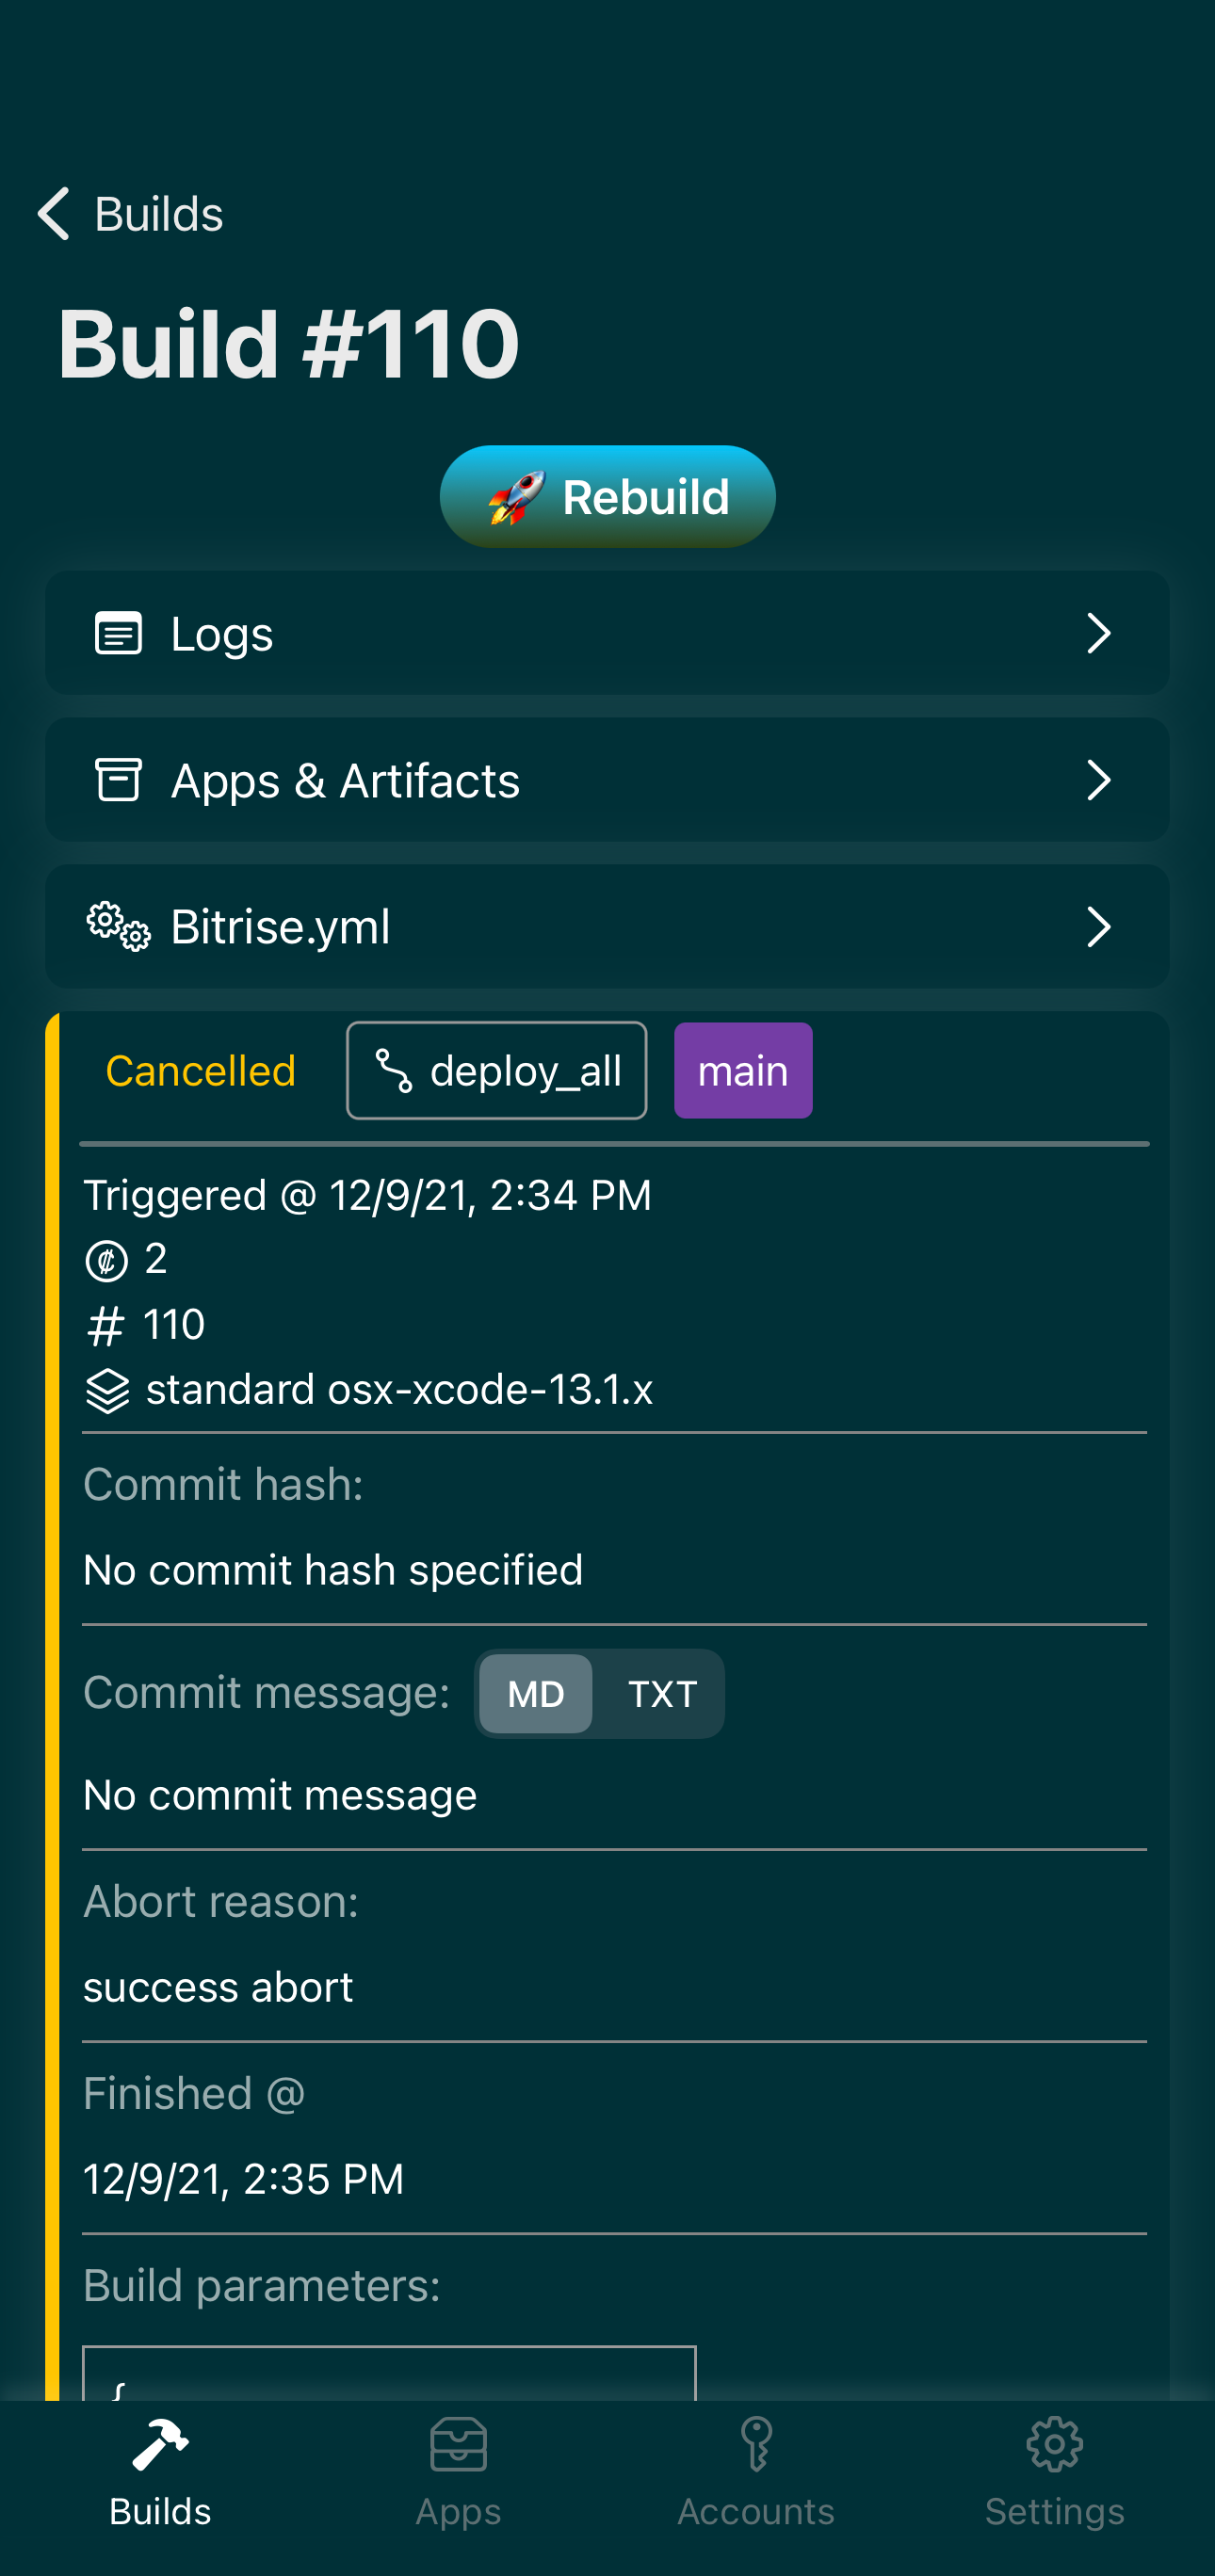 Builds
Build #110
🚀 Rebuild
Logs
Apps & Artifacts
Bitrise.yml
Cancelled deploy_all main
Triggered @ 12/9/21, 2:34 PM
2
# 110
standard osx-xcode-13.1.x
Commit hash:
No commit hash specified
Commit message: MD TXT
No commit message
Abort reason:
success abort
Finished @
12/9/21, 2:35 PM
Build parameters:
{
Builds Apps Accounts Settings